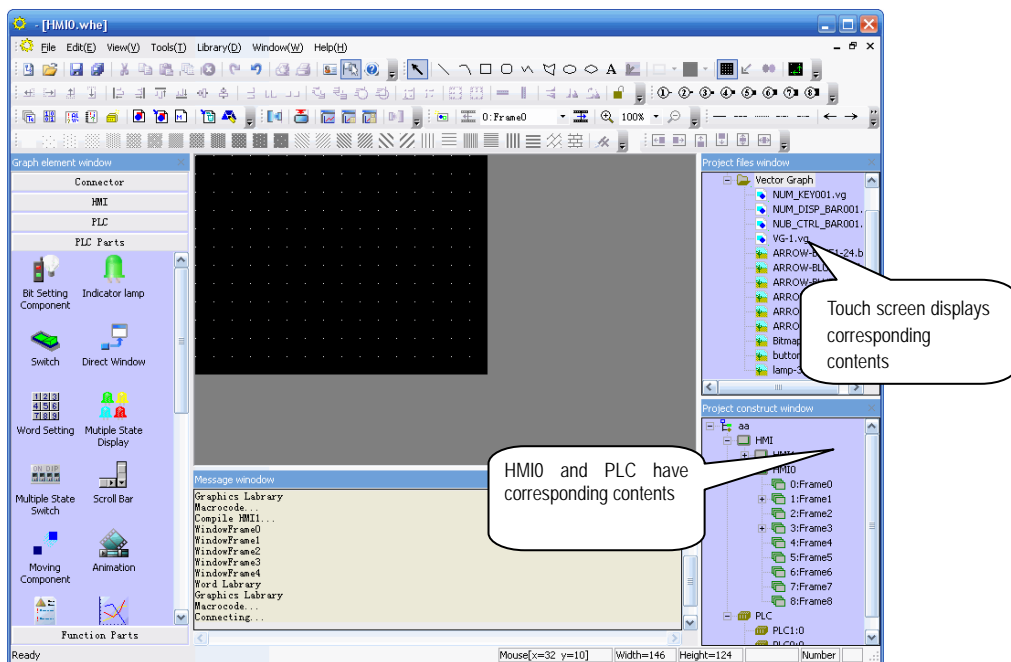 - [HMI0.whe]
File Edit(E) View(V) Tools(T) Library(D) Window(W) Help(H)
A
0:Frame0 100%
Graph element window
Connector
HMI
PLC
PLC Parts
Bit Setting Component
Indicator lamp
Switch
Direct Window
Word Setting
Mutiple State Display
Multiple State Switch
Scroll Bar
Moving Component
Animation
Function Parts
Message winodow
Graphics Labrary
Macrocode...
Compile HMI1...
WindowFrame0
WindowFrame1
WindowFrame2
WindowFrame3
WindowFrame4
Word Labrary
Graphics Labrary
Macrocode...
Connecting...
Project files window
Vector Graph
NUM_KEY001.vg
NUM_DISP_BAR001.
NUB_CTRL_BAR001.
VG-1.vg
Touch screen displays
corresponding
contents
Project construct window
aa
HMI
HMI0
0:Frame0
1:Frame1
2:Frame2
3:Frame3
4:Frame4
5:Frame5
6:Frame6
7:Frame7
8:Frame8
PLC
PLC1:0
HMI0 and PLC have
corresponding contents
Ready
Mouse[x=32 y=10] Width=146 Height=124 Number